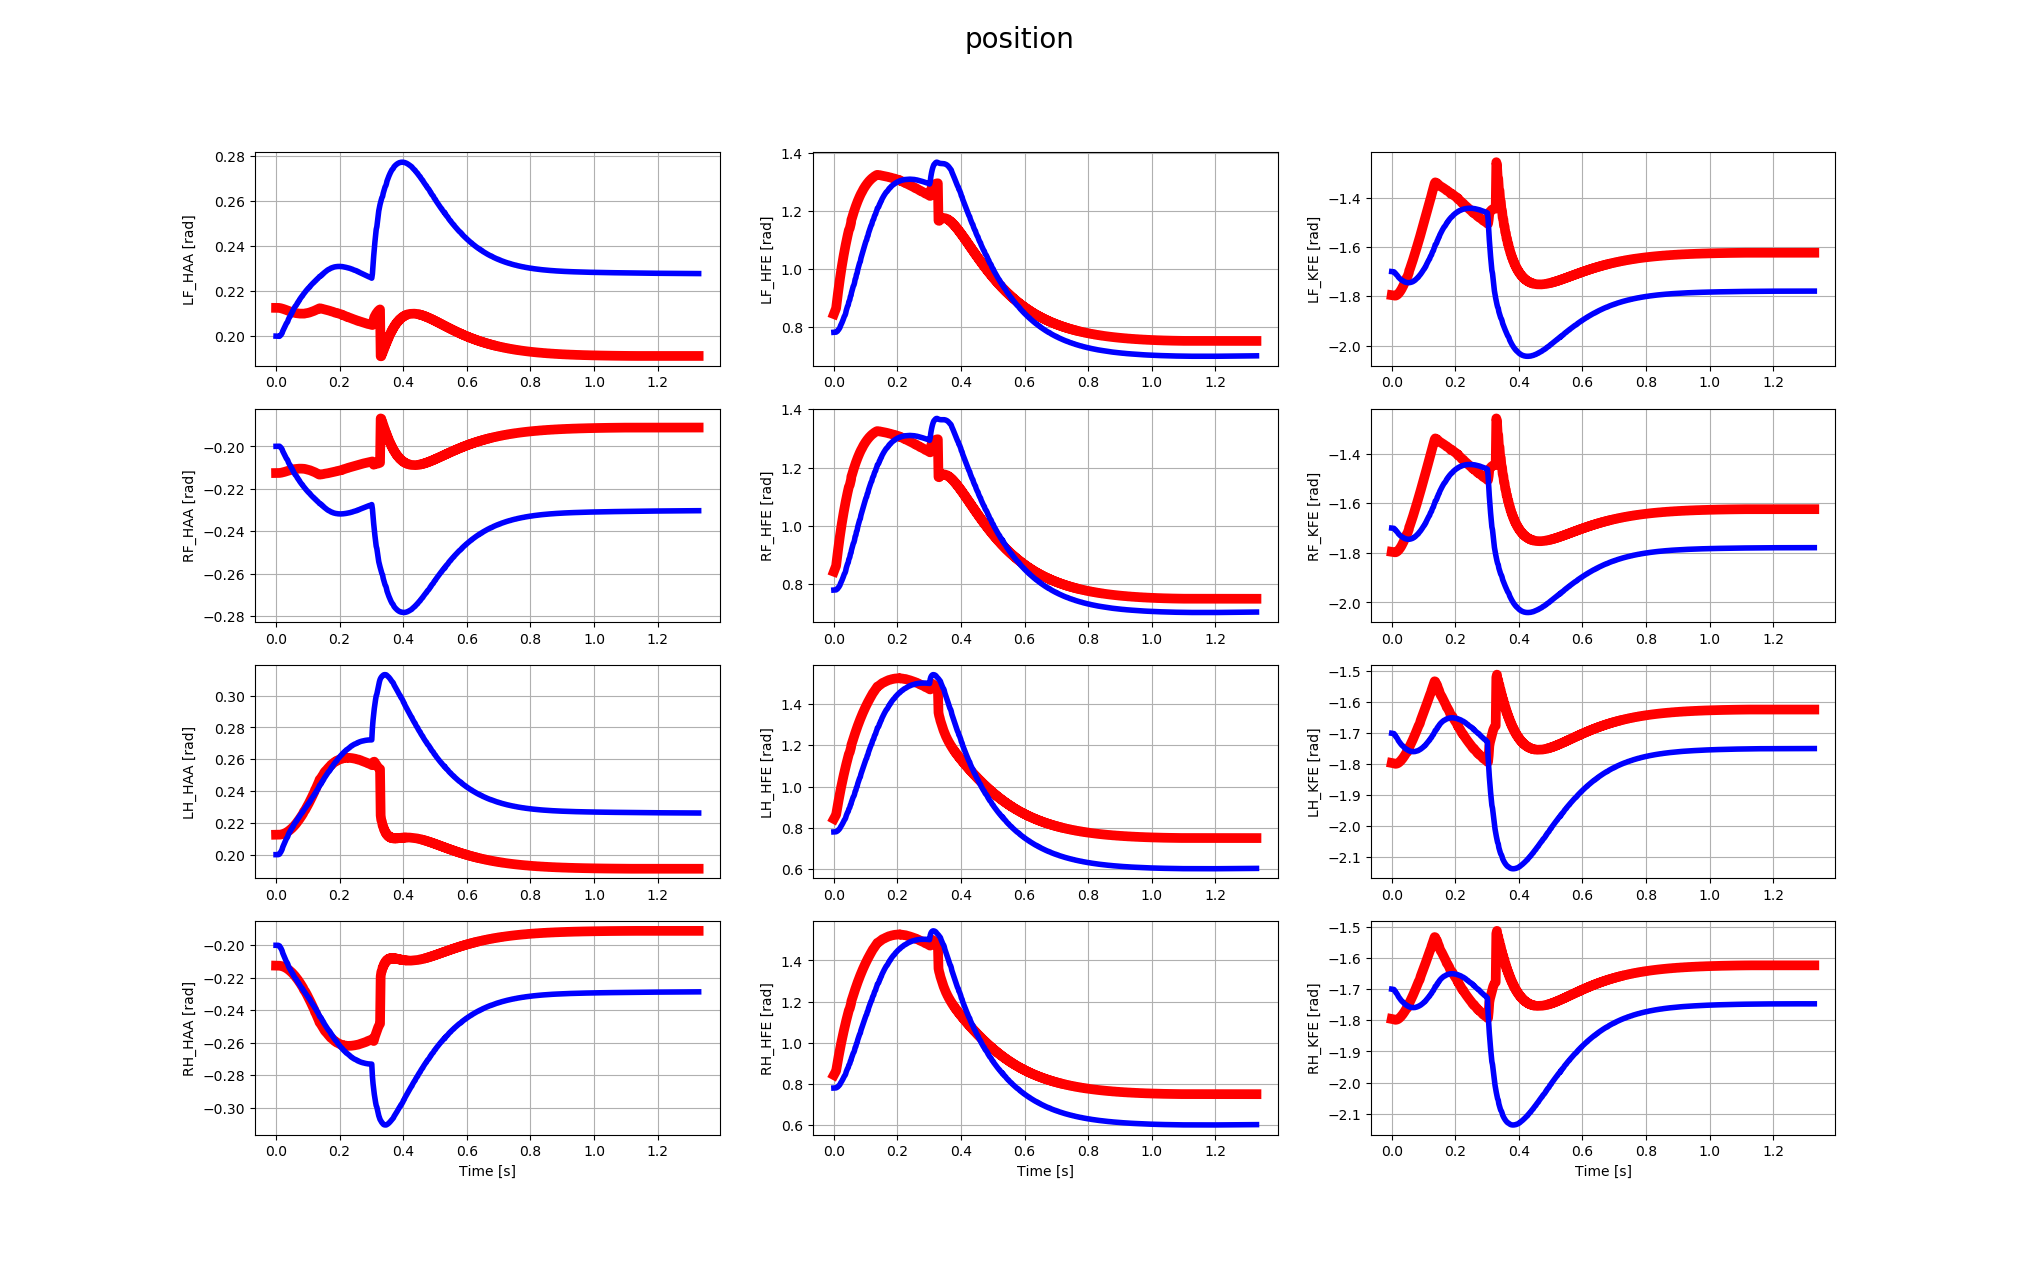 position
LF_HAA [rad]
0.28
0.26
0.24
0.22
0.20
0.0 0.2 0.4 0.6 0.8 1.0 1.2
LF_HFE [rad]
1.4
1.2
1.0
0.8
0.0 0.2 0.4 0.6 0.8 1.0 1.2
LF_KFE [rad]
−1.4
−1.6
−1.8
−2.0
0.0 0.2 0.4 0.6 0.8 1.0 1.2
RF_HAA [rad]
−0.20
−0.22
−0.24
−0.26
−0.28
0.0 0.2 0.4 0.6 0.8 1.0 1.2
RF_HFE [rad]
1.4
1.2
1.0
0.8
0.0 0.2 0.4 0.6 0.8 1.0 1.2
RF_KFE [rad]
−1.4
−1.6
−1.8
−2.0
0.0 0.2 0.4 0.6 0.8 1.0 1.2
LH_HAA [rad]
0.30
0.28
0.26
0.24
0.22
0.20
0.0 0.2 0.4 0.6 0.8 1.0 1.2
LH_HFE [rad]
1.4
1.2
1.0
0.8
0.6
0.0 0.2 0.4 0.6 0.8 1.0 1.2
LH_KFE [rad]
−1.5
−1.6
−1.7
−1.8
−1.9
−2.0
−2.1
0.0 0.2 0.4 0.6 0.8 1.0 1.2
RH_HAA [rad]
−0.20
−0.22
−0.24
−0.26
−0.28
−0.30
0.0 0.2 0.4 0.6 0.8 1.0 1.2
Time [s]
RH_HFE [rad]
1.4
1.2
1.0
0.8
0.6
0.0 0.2 0.4 0.6 0.8 1.0 1.2
Time [s]
RH_KFE [rad]
−1.5
−1.6
−1.7
−1.8
−1.9
−2.0
−2.1
0.0 0.2 0.4 0.6 0.8 1.0 1.2
Time [s]